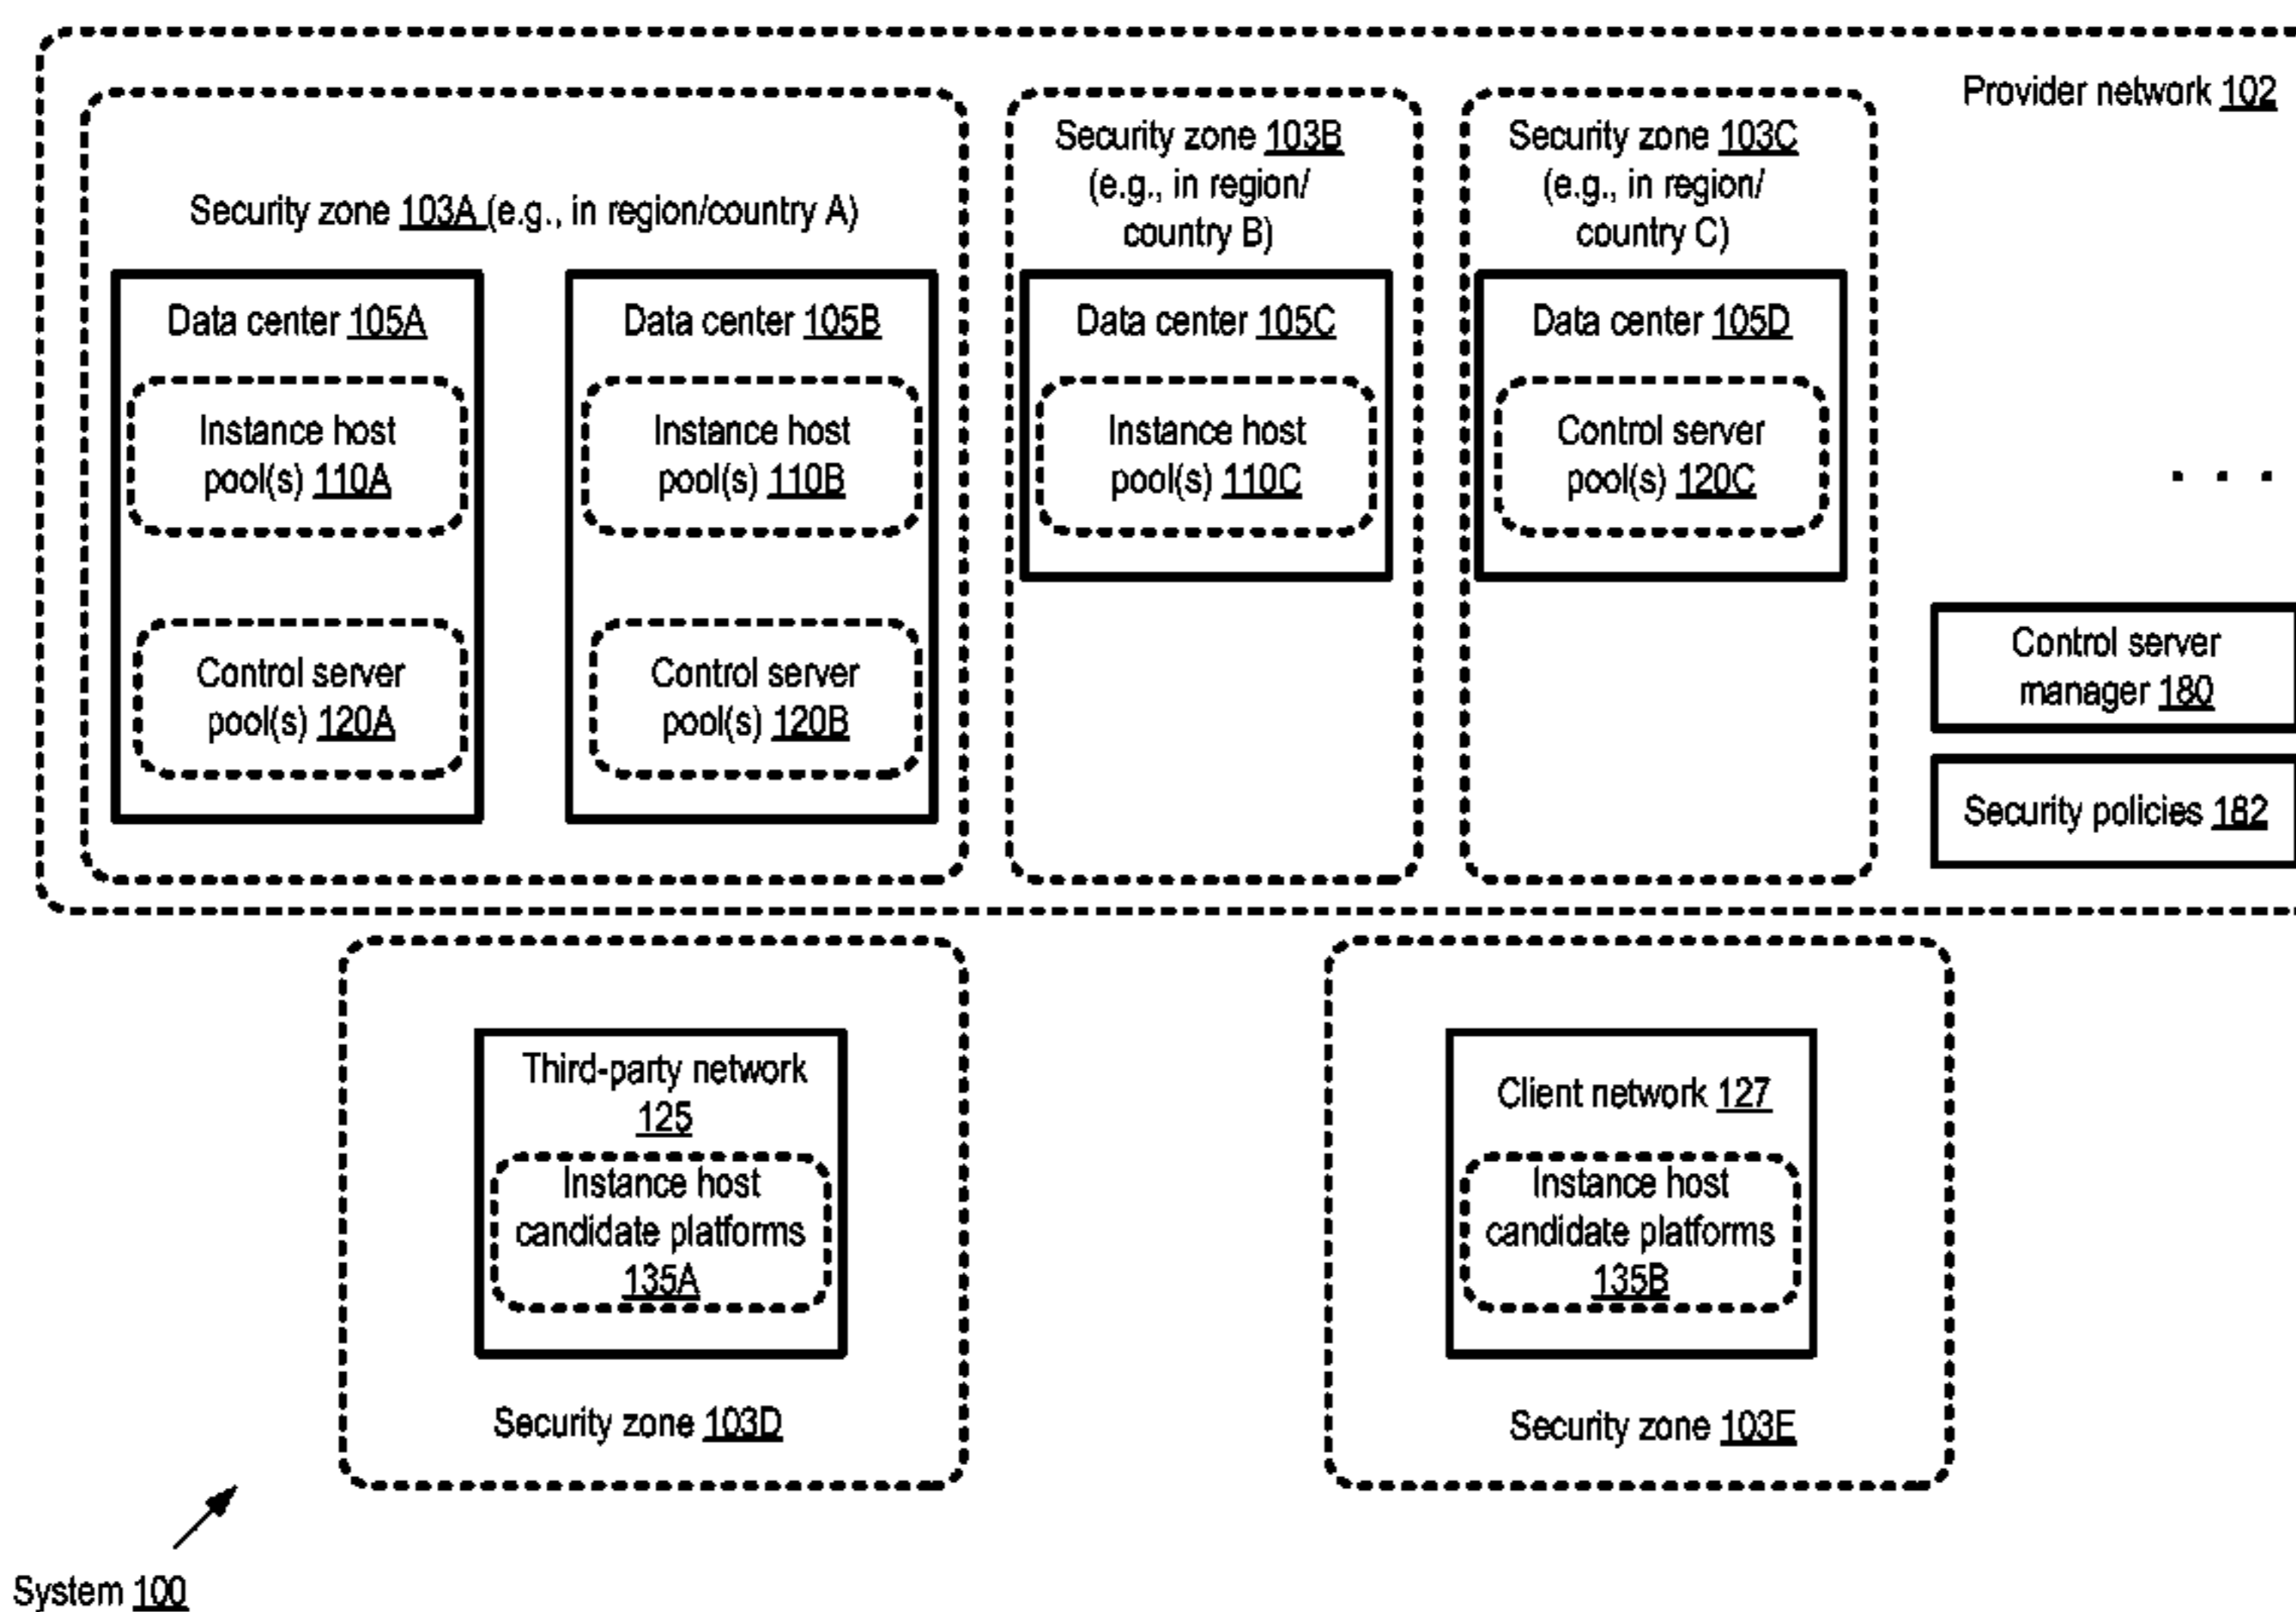 Provider network 102
Security zone 103A (e.g., in region/country A)
Data center 105A
Instance host
pool(s) 110A
Control server
pool(s) 120A
Data center 105B
Instance host
pool(s) 110B
Control server
pool(s) 120B
Security zone 103B
(e.g., in region/
country B)
Data center 105C
Instance host
pool(s) 110C
Security zone 103C
(e.g., in region/
country C)
Data center 105D
Control server
pool(s) 120C
. . .
Control server
manager 180
Security policies 182
Third-party network
125
Instance host
candidate platforms
135A
Security zone 103D
Client network 127
Instance host
candidate platforms
135B
Security zone 103E
System 100